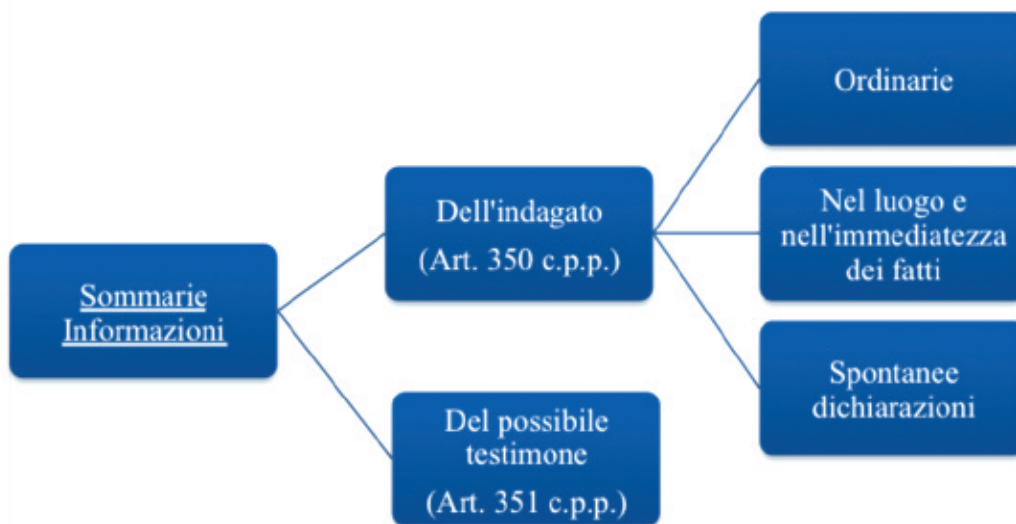 Sommarie
Informazioni
Dell'indagato
(Art. 350 c.p.p.)
Del possibile
testimone
(Art. 351 c.p.p.)
Ordinarie
Nel luogo e
nell'immediatezza
dei fatti
Spontanee
dichiarazioni